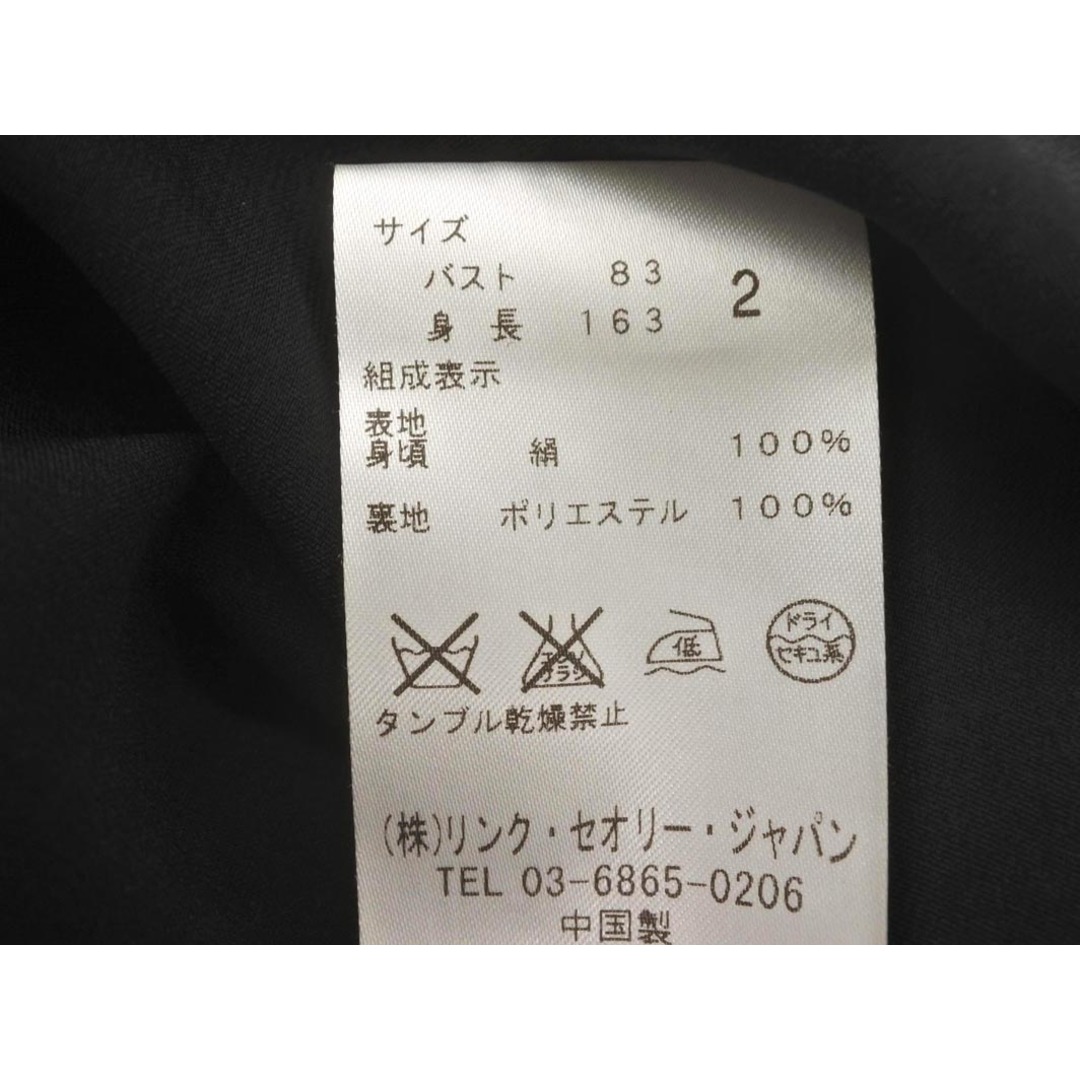 サイズ
バスト 83 2
身長 163
組成表示
表地
身頃 絹 100%
裏地 ポリエステル 100%
エンソ
サラシ
低
ドライ
セキユ系
タンブル乾燥禁止
(株)リンク・セオリー・ジャパン
TEL 03-6865-0206
中国製